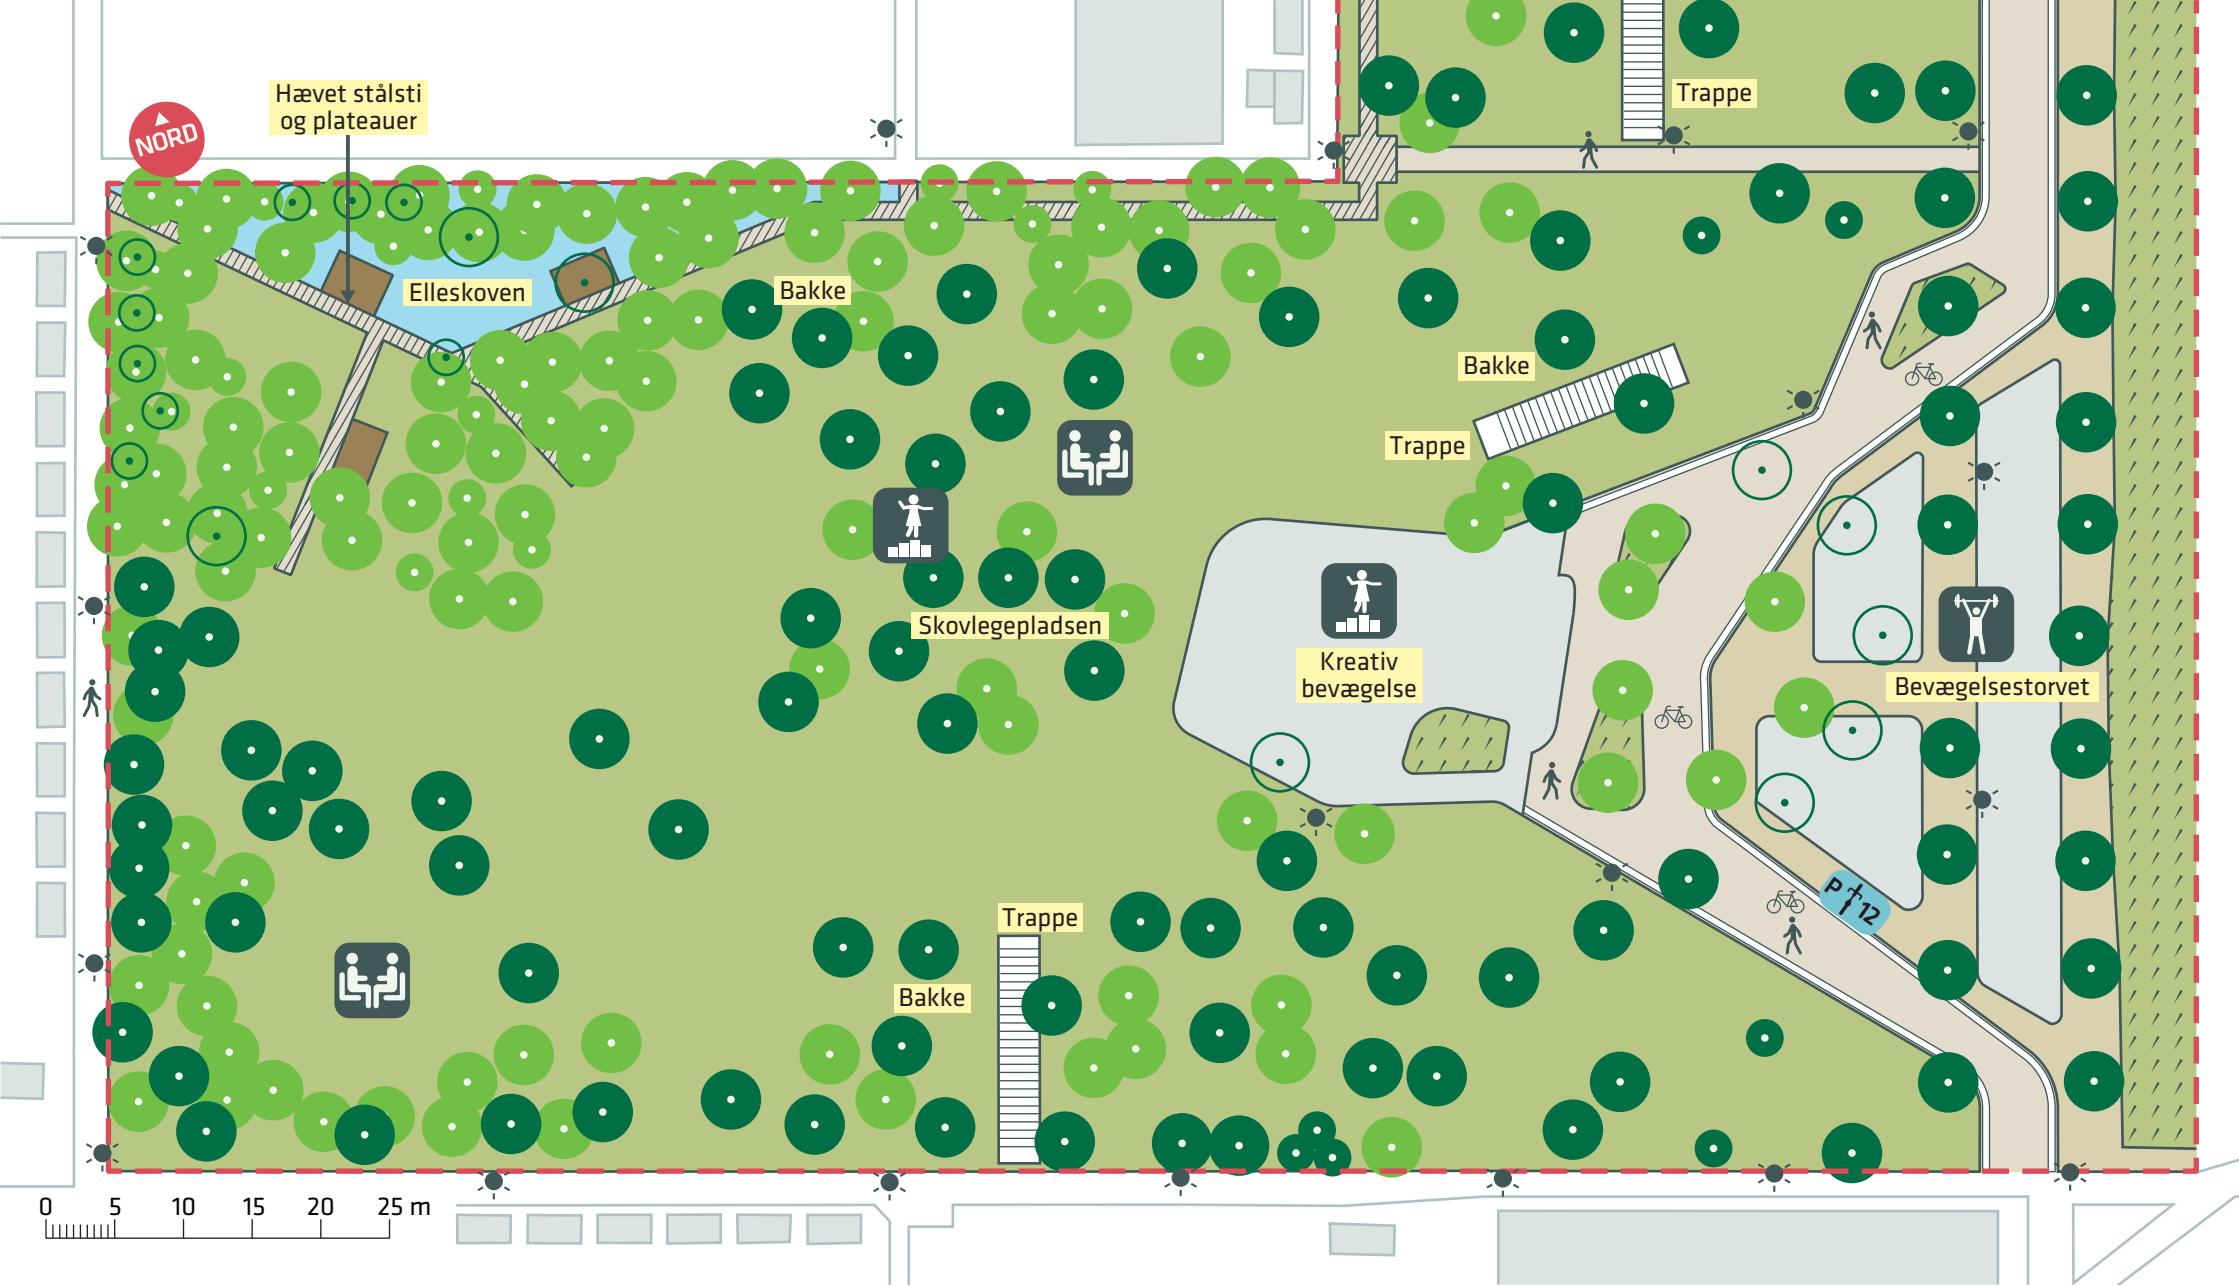 Hævet stålsti
og plateauer
NORD
Trappe
Elleskoven
Bakke
Bakke
Trappe
Skovlegepladsen
Kreativ
bevægelse
Bevægelsestorvet
P 12
Trappe
Bakke
0 5 10 15 20 25 m